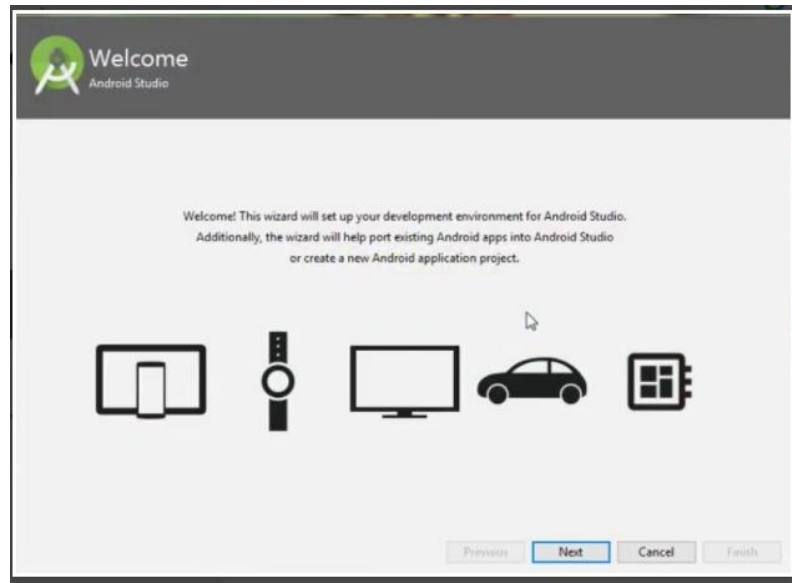 Welcome
Android Studio
Welcome! This wizard will set up your development environment for Android Studio.
Additionally, the wizard will help port existing Android apps into Android Studio
or create a new Android application project.
Previous
Next
Cancel
Finish